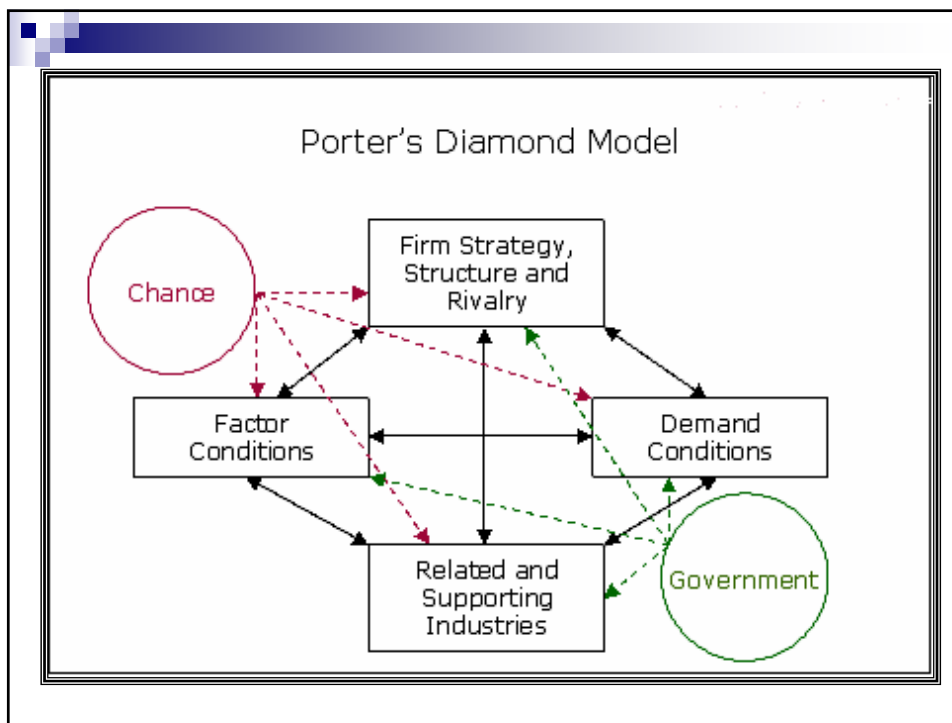 Porter's Diamond Model
Chance
Firm Strategy,
Structure and
Rivalry
Factor
Conditions
Demand
Conditions
Related and
Supporting
Industries
Government